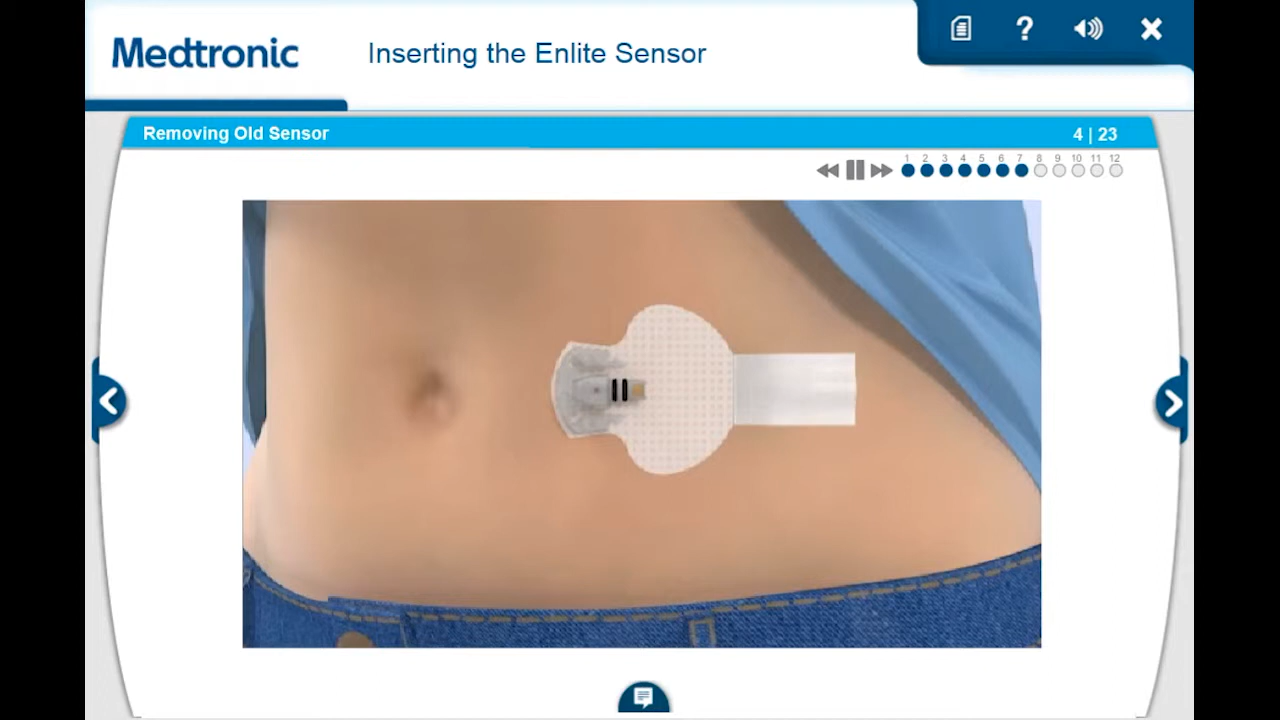 Medtronic
Inserting the Enlite Sensor
?
Removing Old Sensor
4 | 23
1 2 3 4 5 6 7 8 9 10 11 12